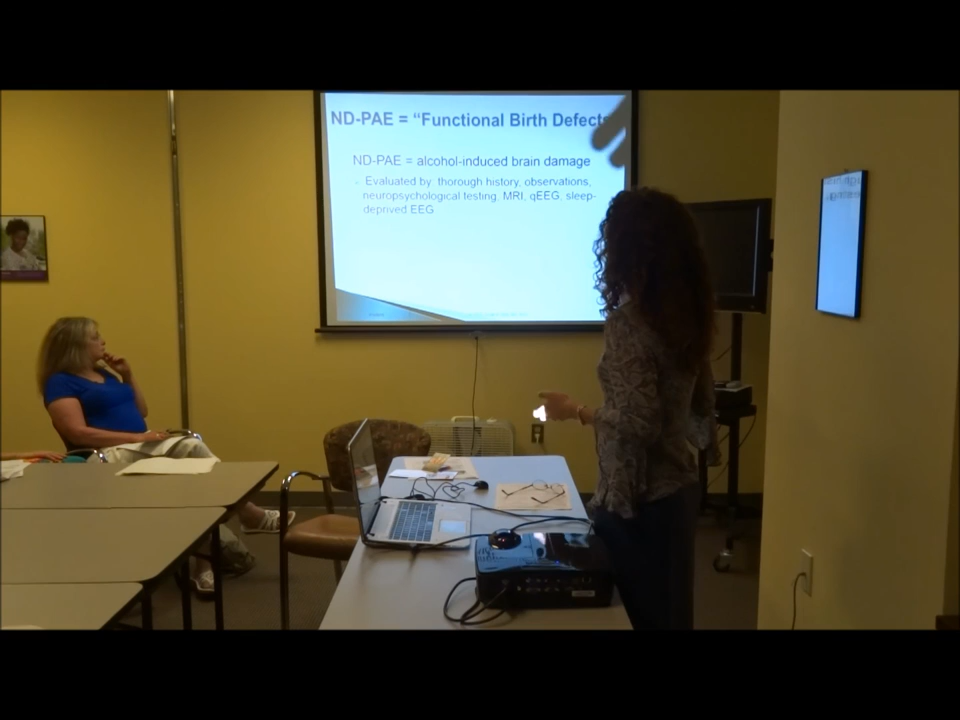 ND-PAE = “Functional Birth Defects
ND-PAE = alcohol-induced brain damage
- Evaluated by: thorough history, observations,
neuropsychological testing, MRI, qEEG, sleep-
deprived EEG